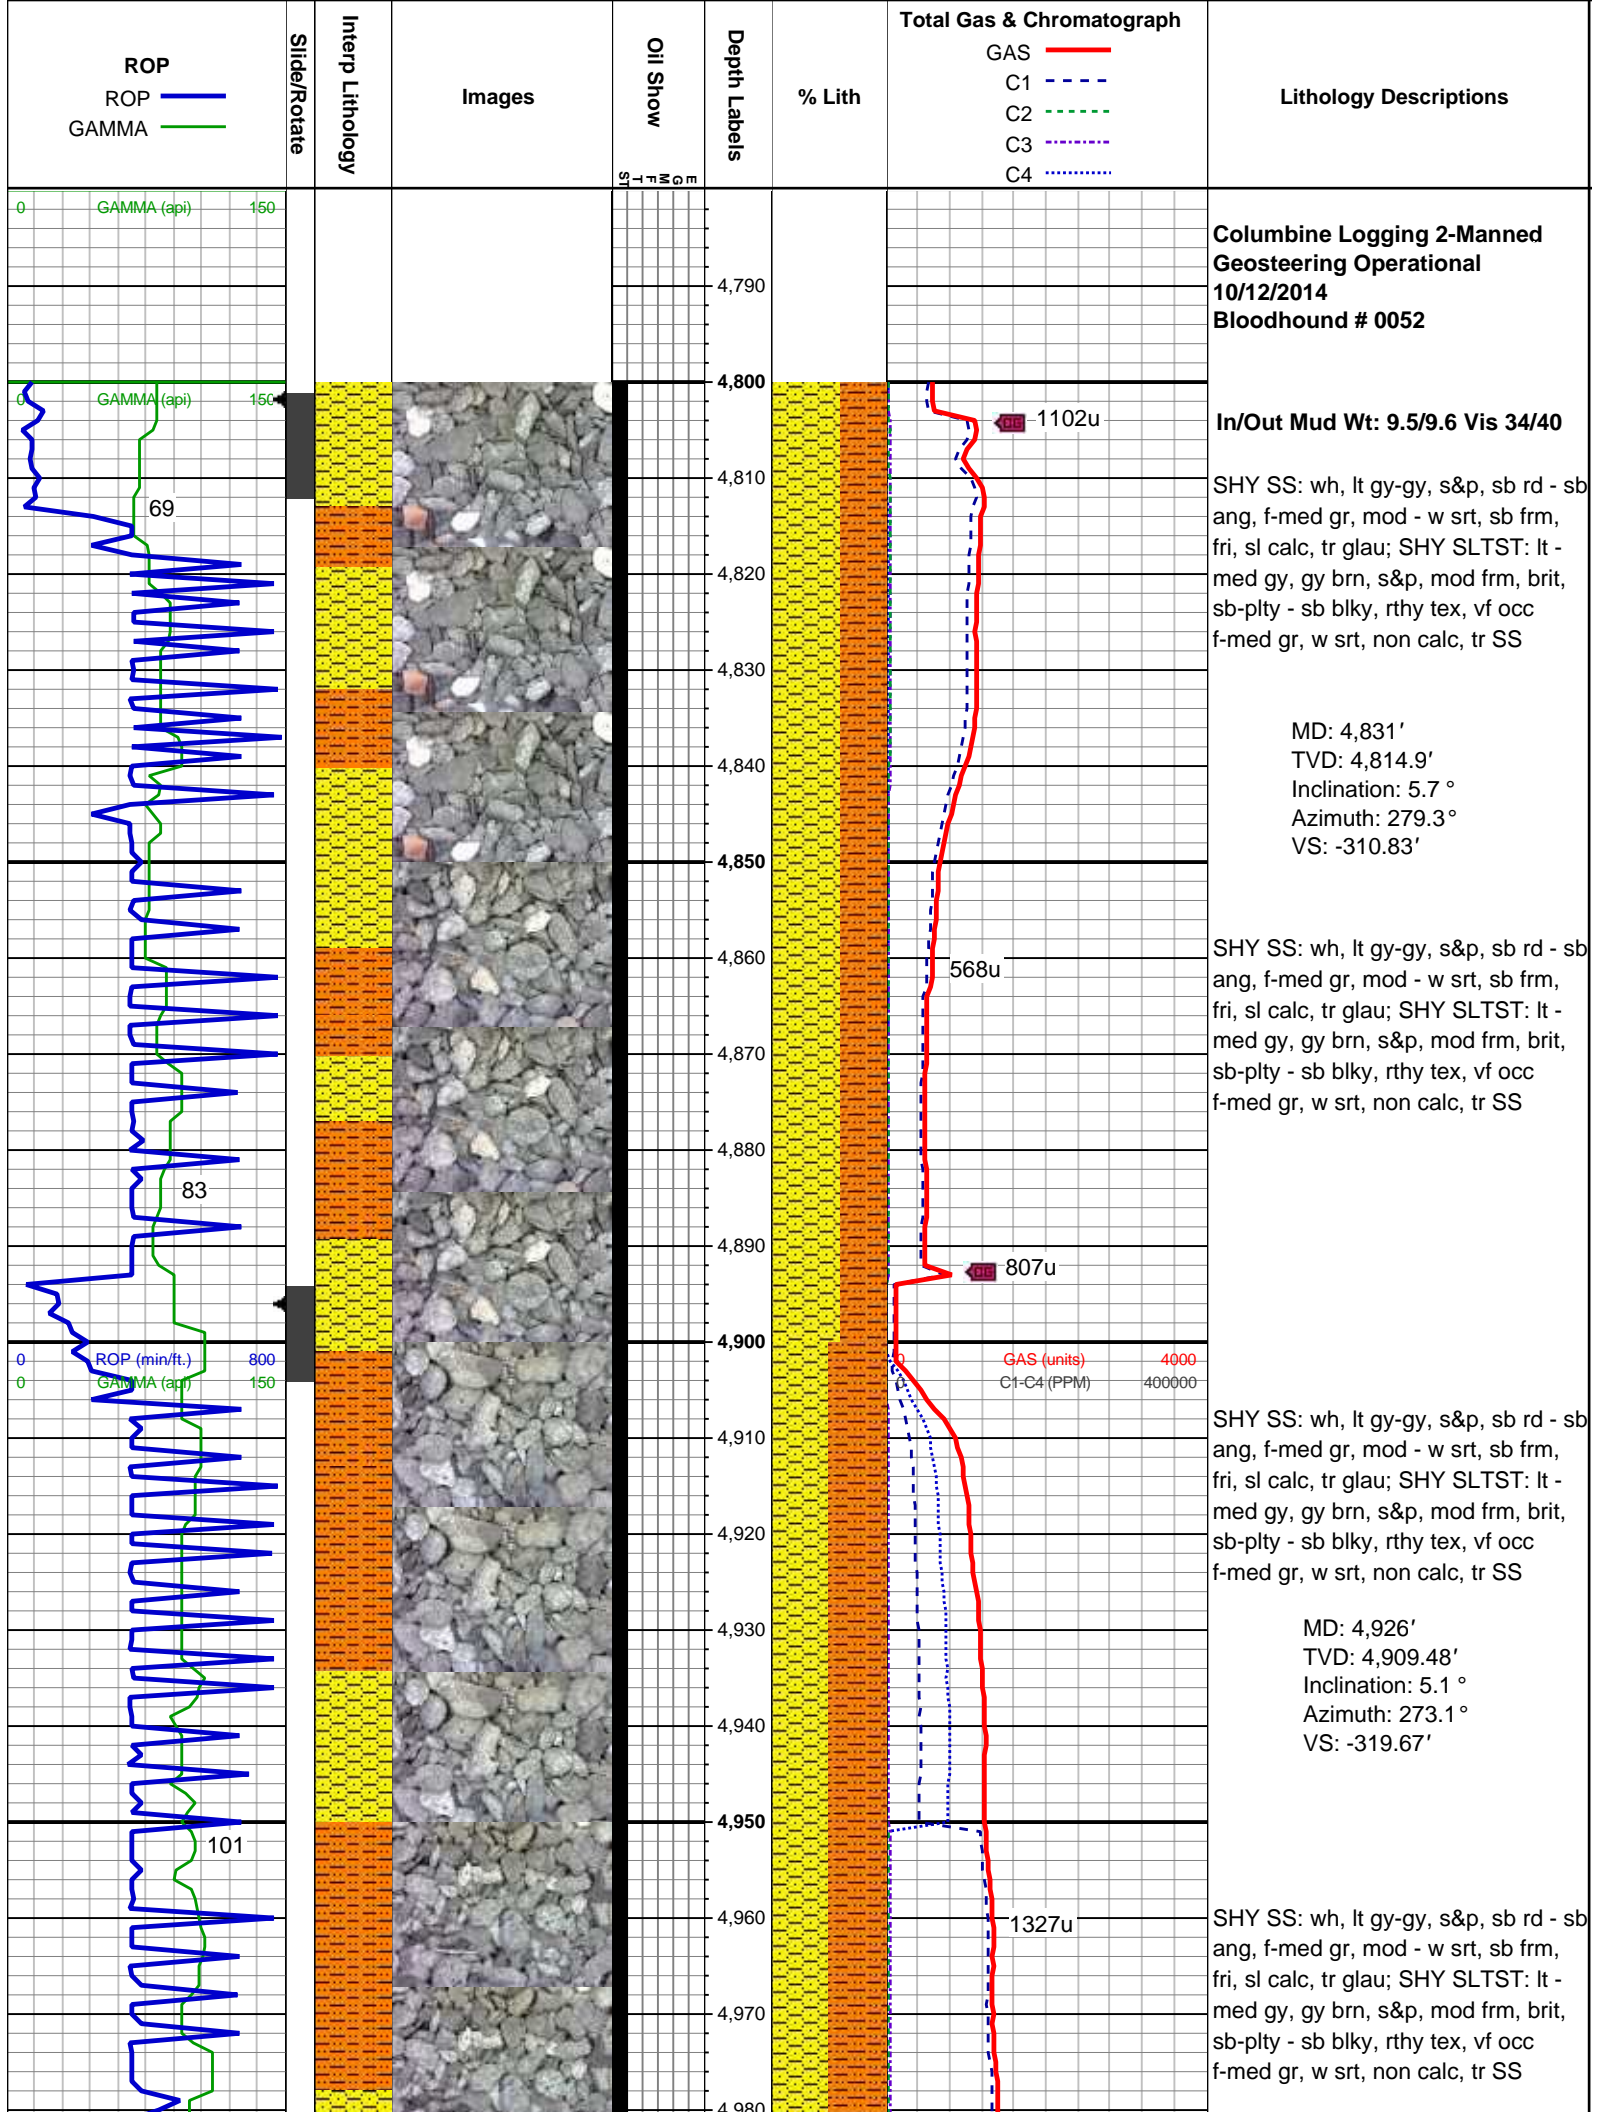 ROP
ROP
GAMMA
Slide/Rotate
Interp Lithology
Images
Oil Show
ST T F M G E
Depth Labels
% Lith
Total Gas & Chromatograph
GAS
C1
C2
C3
C4
Lithology Descriptions
0 GAMMA (api) 150
Columbine Logging 2-Manned
Geosteering Operational
10/12/2014
Bloodhound # 0052
4,790
4,800
0 GAMMA (api) 150
OG 1102u
In/Out Mud Wt: 9.5/9.6 Vis 34/40
4,810
69
SHY SS: wh, lt gy-gy, s&p, sb rd - sb
ang, f-med gr, mod - w srt, sb frm,
fri, sl calc, tr glau; SHY SLTST: lt -
med gy, gy brn, s&p, mod frm, brit,
sb-plty - sb blky, rthy tex, vf occ
f-med gr, w srt, non calc, tr SS
4,820
4,830
MD: 4,831'
TVD: 4,814.9'
Inclination: 5.7 °
Azimuth: 279.3°
VS: -310.83'
4,840
4,850
4,860
568u
SHY SS: wh, lt gy-gy, s&p, sb rd - sb
ang, f-med gr, mod - w srt, sb frm,
fri, sl calc, tr glau; SHY SLTST: lt -
med gy, gy brn, s&p, mod frm, brit,
sb-plty - sb blky, rthy tex, vf occ
f-med gr, w srt, non calc, tr SS
4,870
4,880
83
4,890
OG 807u
4,900
0 ROP (min/ft.) 800
0 GAMMA (api) 150
0 GAS (units) 4000
0 C1-C4 (PPM) 400000
4,910
SHY SS: wh, lt gy-gy, s&p, sb rd - sb
ang, f-med gr, mod - w srt, sb frm,
fri, sl calc, tr glau; SHY SLTST: lt -
med gy, gy brn, s&p, mod frm, brit,
sb-plty - sb blky, rthy tex, vf occ
f-med gr, w srt, non calc, tr SS
4,920
4,930
MD: 4,926'
TVD: 4,909.48'
Inclination: 5.1 °
Azimuth: 273.1°
VS: -319.67'
4,940
4,950
101
4,960
1327u
SHY SS: wh, lt gy-gy, s&p, sb rd - sb
ang, f-med gr, mod - w srt, sb frm,
fri, sl calc, tr glau; SHY SLTST: lt -
med gy, gy brn, s&p, mod frm, brit,
sb-plty - sb blky, rthy tex, vf occ
f-med gr, w srt, non calc, tr SS
4,970
4,980